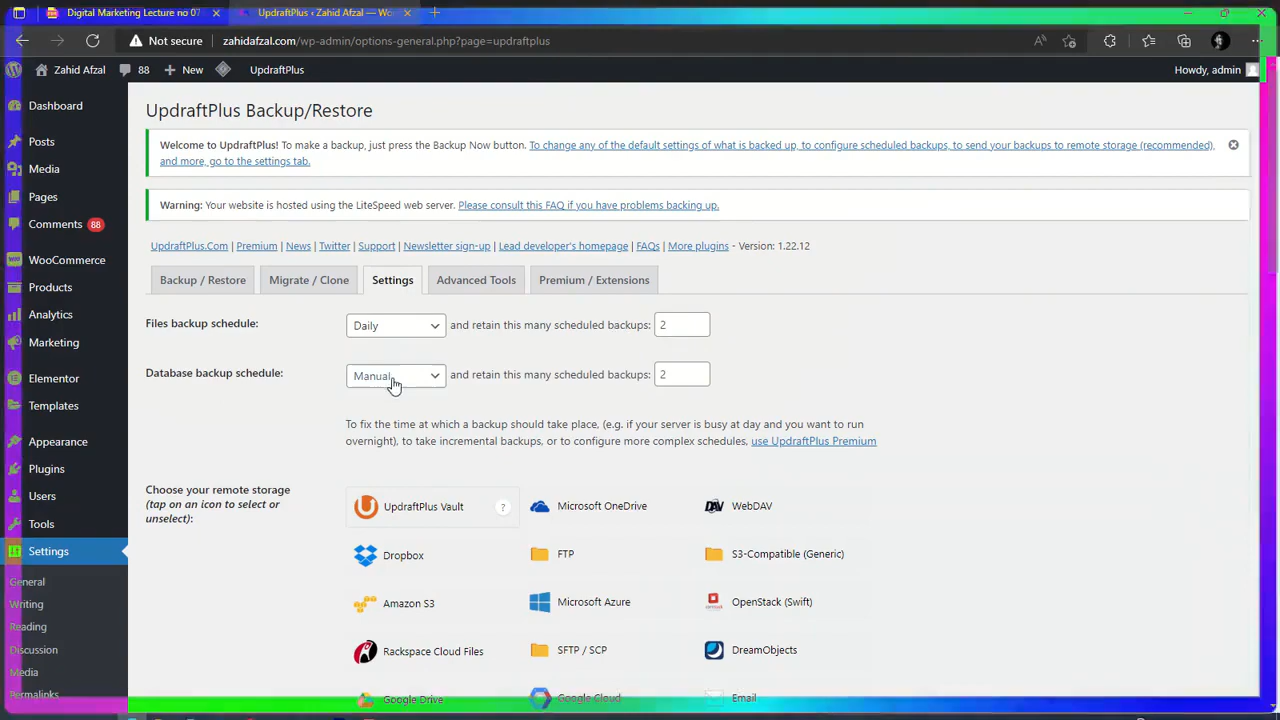 Digital Marketing Lecture no 07
UpdraftPlus ‹ Zahid Afzal — Wor
Not secure
zahidafzal.com/wp-admin/options-general.php?page=updraftplus
Zahid Afzal
88
New
UpdraftPlus
Howdy, admin
Dashboard
Posts
Media
Pages
Comments 88
WooCommerce
Products
Analytics
Marketing
Elementor
Templates
Appearance
Plugins
Users
Tools
Settings
General
Writing
Reading
Discussion
Media
Permalinks
UpdraftPlus Backup/Restore
Welcome to UpdraftPlus! To make a backup, just press the Backup Now button. To change any of the default settings of what is backed up, to configure scheduled backups, to send your backups to remote storage (recommended),
and more, go to the settings tab.
Warning: Your website is hosted using the LiteSpeed web server. Please consult this FAQ if you have problems backing up.
UpdraftPlus.Com | Premium | News | Twitter | Support | Newsletter sign-up | Lead developer's homepage | FAQs | More plugins - Version: 1.22.12
Backup / Restore
Migrate / Clone
Settings
Advanced Tools
Premium / Extensions
Files backup schedule:
Daily
and retain this many scheduled backups: 2
Database backup schedule:
Manual
and retain this many scheduled backups: 2
To fix the time at which a backup should take place, (e.g. if your server is busy at day and you want to run
overnight), to take incremental backups, or to configure more complex schedules, use UpdraftPlus Premium
Choose your remote storage
(tap on an icon to select or
unselect):
UpdraftPlus Vault ?
Microsoft OneDrive
DAV WebDAV
Dropbox
FTP
S3-Compatible (Generic)
Amazon S3
Microsoft Azure
OpenStack (Swift)
Rackspace Cloud Files
SFTP / SCP
DreamObjects
Google Drive
Google Cloud
Email